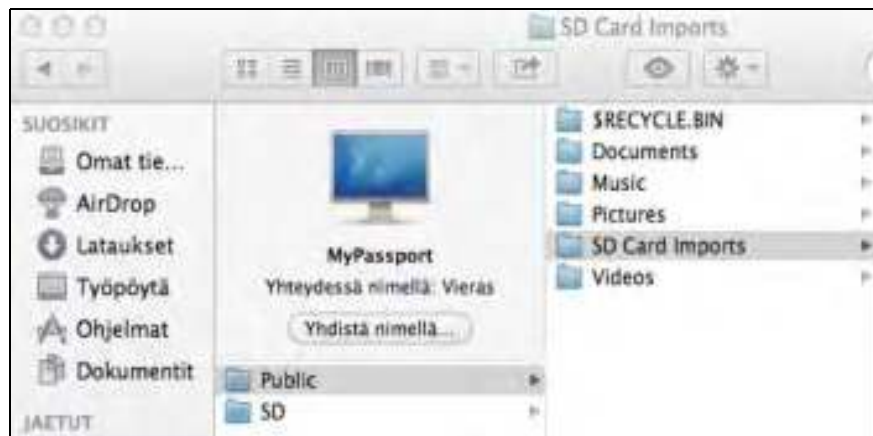 SD Card Imports
SUOSIKIT
Omat tie...
AirDrop
Lataukset
Työpöytä
Ohjelmat
Dokumentit
JAETUT
MyPassport
Yhteydessä nimellä: Vieras
Yhdistä nimellä...
Public
SD
$RECYCLE.BIN
Documents
Music
Pictures
SD Card Imports
Videos